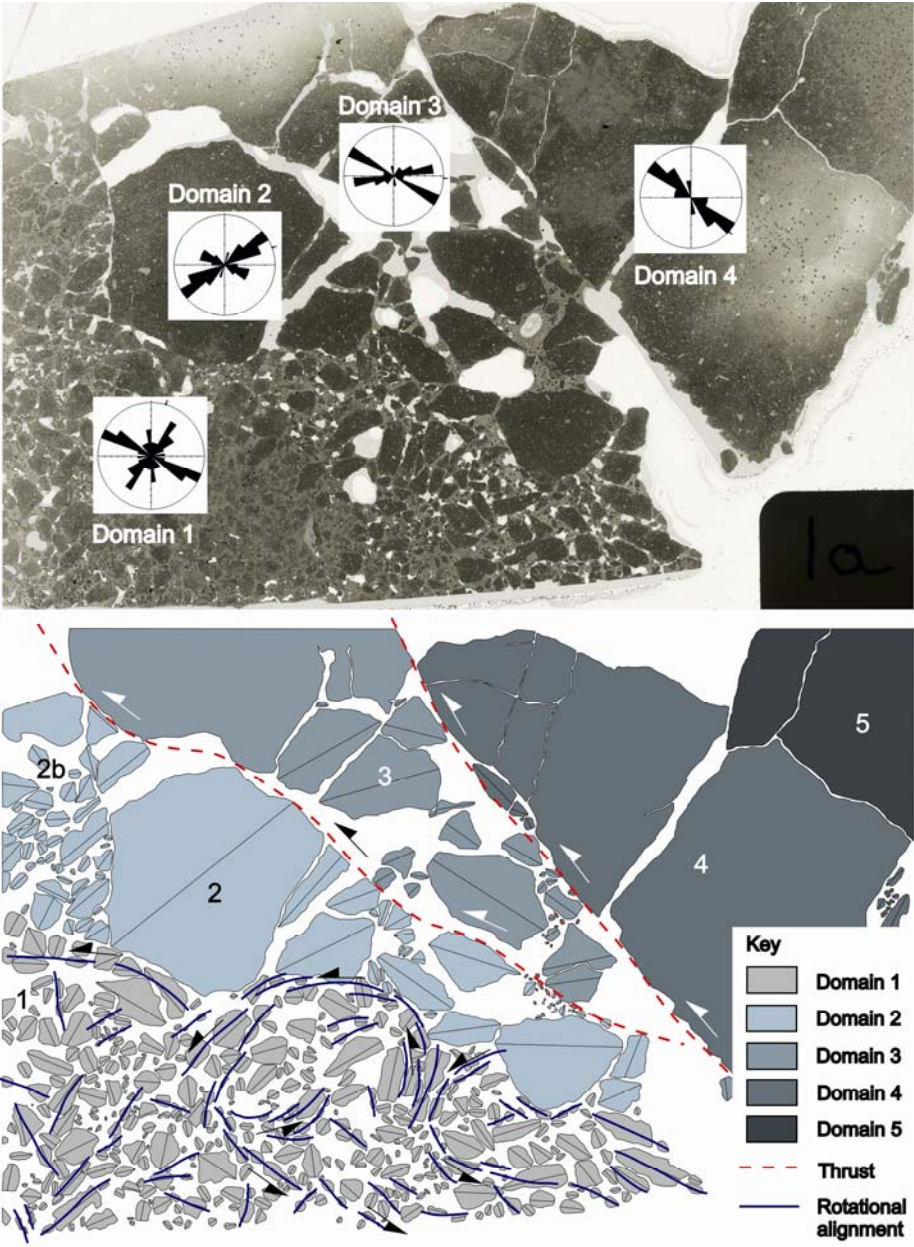 Domain 3
Domain 2
Domain 4
Domain 1
1a
5
2b
3
2
4
1
Key
Domain 1
Domain 2
Domain 3
Domain 4
Domain 5
Thrust
Rotational
alignment